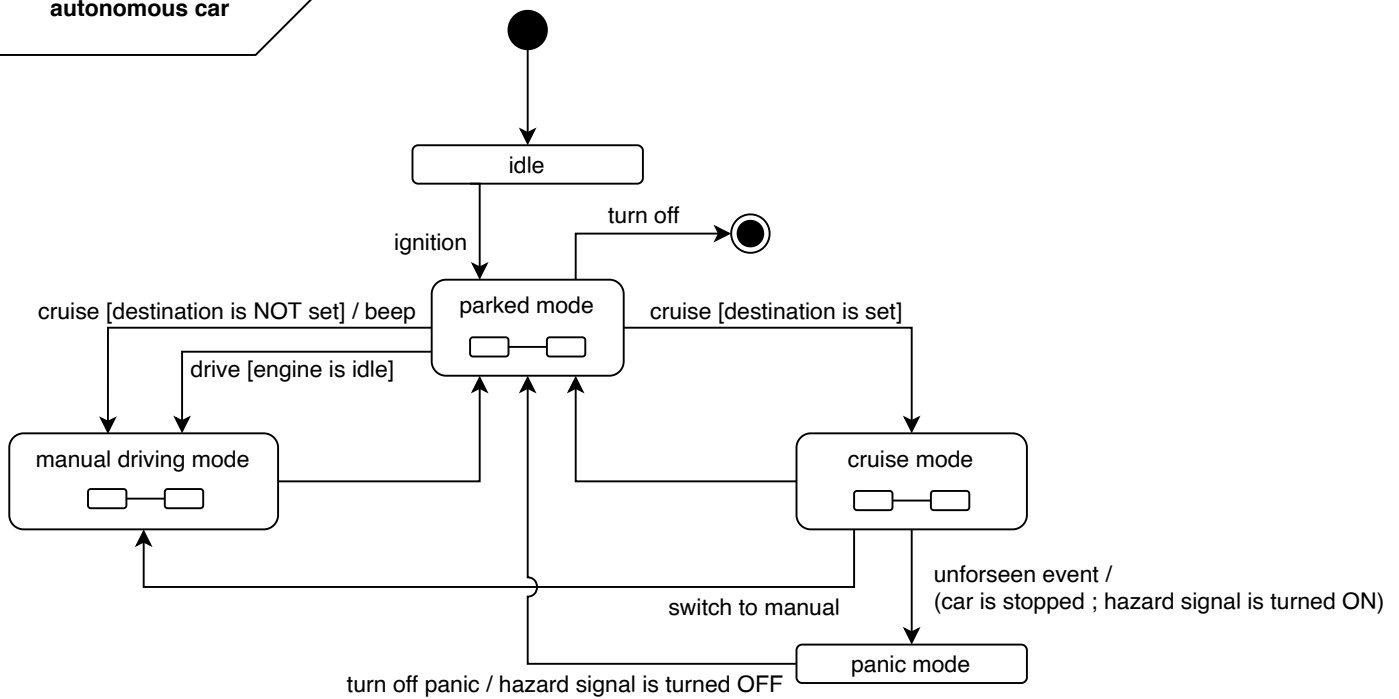 autonomous car
idle
turn off
ignition
parked mode
cruise [destination is NOT set] / beep
cruise [destination is set]
drive [engine is idle]
manual driving mode
cruise mode
unforseen event /
(car is stopped ; hazard signal is turned ON)
switch to manual
panic mode
turn off panic / hazard signal is turned OFF